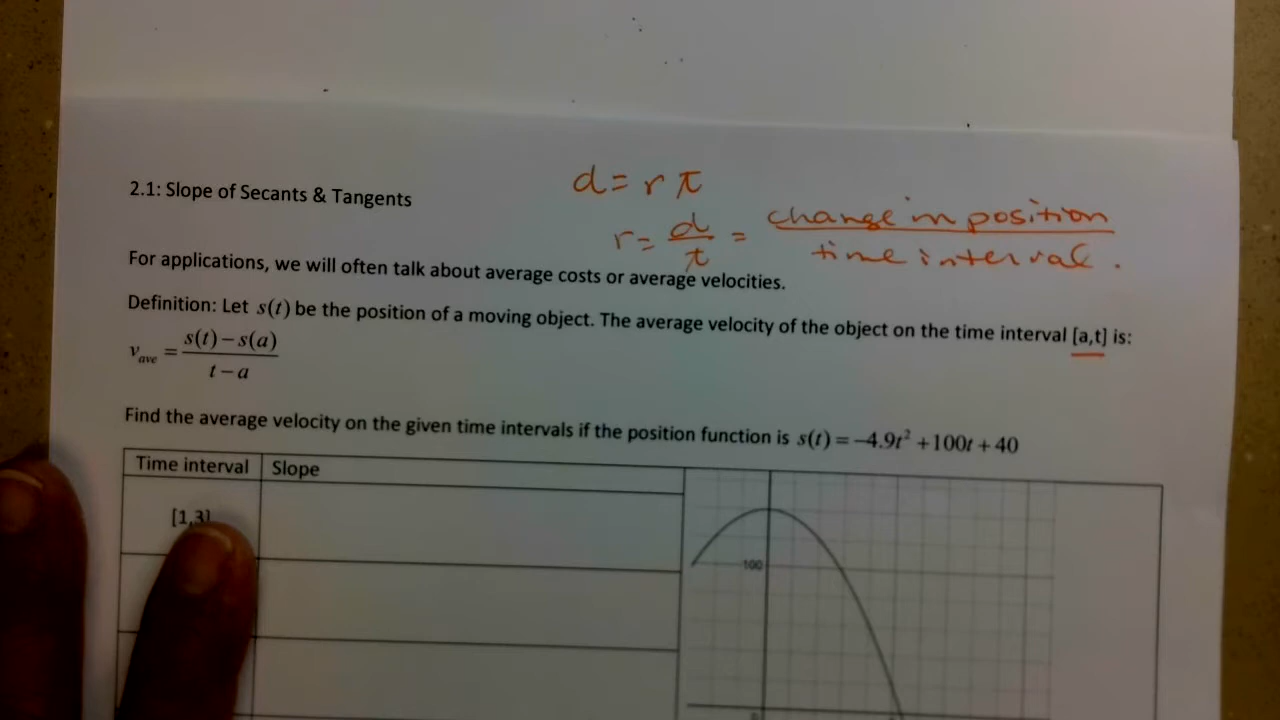 2.1: Slope of Secants & Tangents
d = r t
r = d/t = change in position / time interval.
For applications, we will often talk about average costs or average velocities.
Definition: Let s(t) be the position of a moving object. The average velocity of the object on the time interval [a,t] is:
v_ave = (s(t) − s(a)) / (t − a)
Find the average velocity on the given time intervals if the position function is s(t) = −4.9t² + 100t + 40
Time interval Slope
[1,3]
100
0